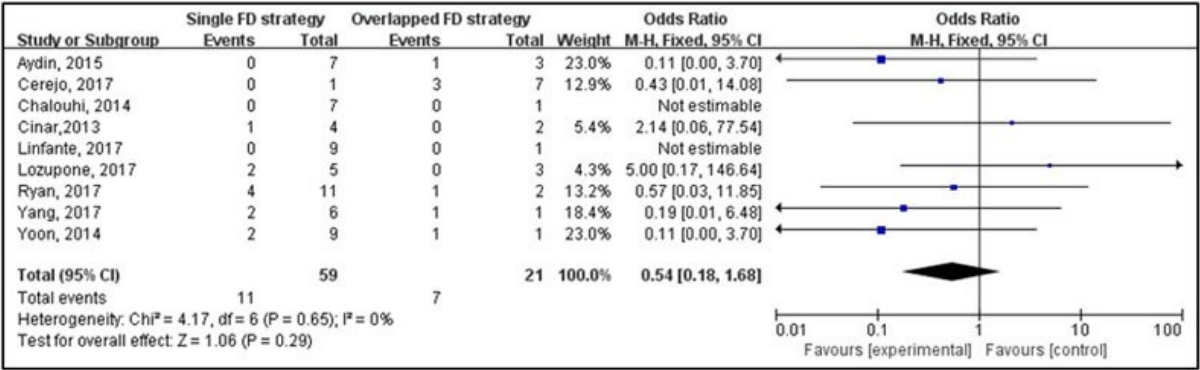 Single FD strategy Overlapped FD strategy Odds Ratio Odds Ratio
Study or Subgroup Events Total Events Total Weight M-H, Fixed, 95% CI M-H, Fixed, 95% CI
Aydin, 2015 0 7 1 3 23.0% 0.11 [0.00, 3.70]
Cerejo, 2017 0 1 3 7 12.9% 0.43 [0.01, 14.08]
Chalouhi, 2014 0 7 0 1 Not estimable
Cinar,2013 1 4 0 2 5.4% 2.14 [0.06, 77.54]
Linfante, 2017 0 9 0 1 Not estimable
Lozupone, 2017 2 5 0 3 4.3% 5.00 [0.17, 146.64]
Ryan, 2017 4 11 1 2 13.2% 0.57 [0.03, 11.85]
Yang, 2017 2 6 1 1 18.4% 0.19 [0.01, 6.48]
Yoon, 2014 2 9 1 1 23.0% 0.11 [0.00, 3.70]
Total (95% CI) 59 21 100.0% 0.54 [0.18, 1.68]
Total events 11 7
Heterogeneity: Chi² = 4.17, df = 6 (P = 0.65); I² = 0%
Test for overall effect: Z = 1.06 (P = 0.29)
0.01 0.1 1 10 100
Favours [experimental] Favours [control]